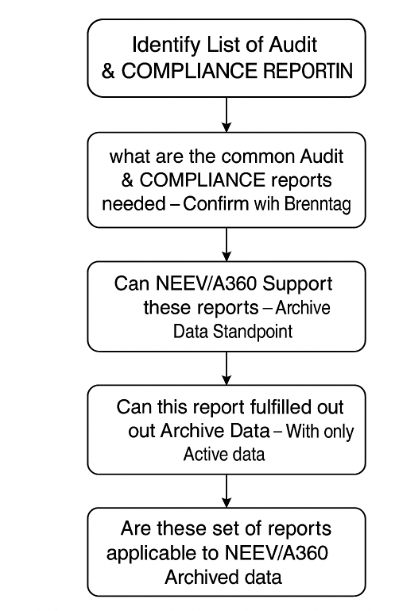 Identify List of Audit
& COMPLIANCE REPORTIN
what are the common Audit
& COMPLIANCE reports
needed – Confirm wih Brenntag
Can NEEV/A360 Support
these reports – Archive
Data Standpoint
Can this report fulfilled out
out Archive Data – With only
Active data
Are these set of reports
applicable to NEEV/A360
Archived data